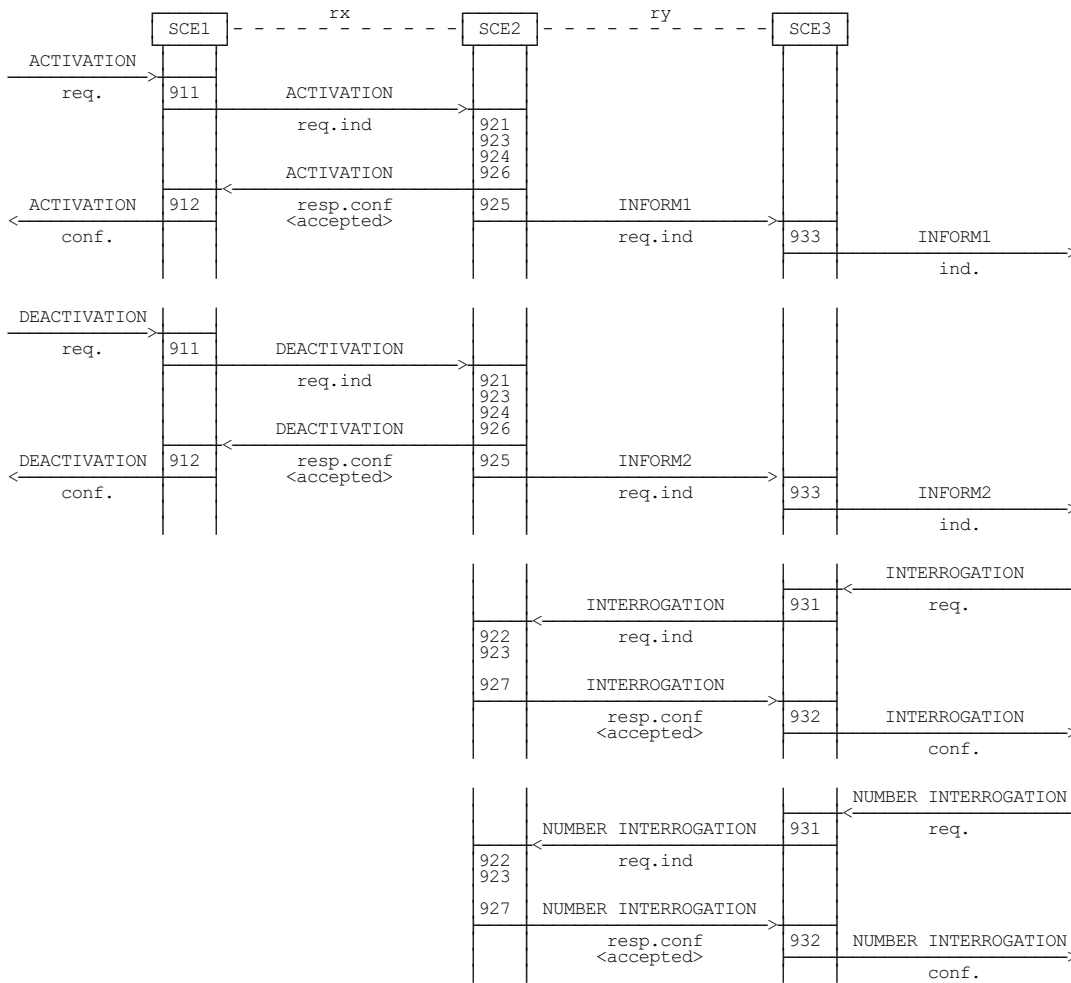 rx ry
SCE1 SCE2 SCE3
ACTIVATION
req. 911 ACTIVATION
req.ind 921
923
924
ACTIVATION 926
ACTIVATION 912 resp.conf 925 INFORM1
<accepted>
conf. req.ind 933 INFORM1
ind.
DEACTIVATION
req. 911 DEACTIVATION
req.ind 921
923
924
DEACTIVATION 926
DEACTIVATION 912 resp.conf 925 INFORM2
<accepted>
conf. req.ind 933 INFORM2
ind.
INTERROGATION
INTERROGATION 931 req.
922 req.ind
923
927 INTERROGATION
resp.conf 932 INTERROGATION
<accepted>
conf.
NUMBER INTERROGATION
NUMBER INTERROGATION 931 req.
922 req.ind
923
927 NUMBER INTERROGATION
resp.conf 932 NUMBER INTERROGATION
<accepted>
conf.